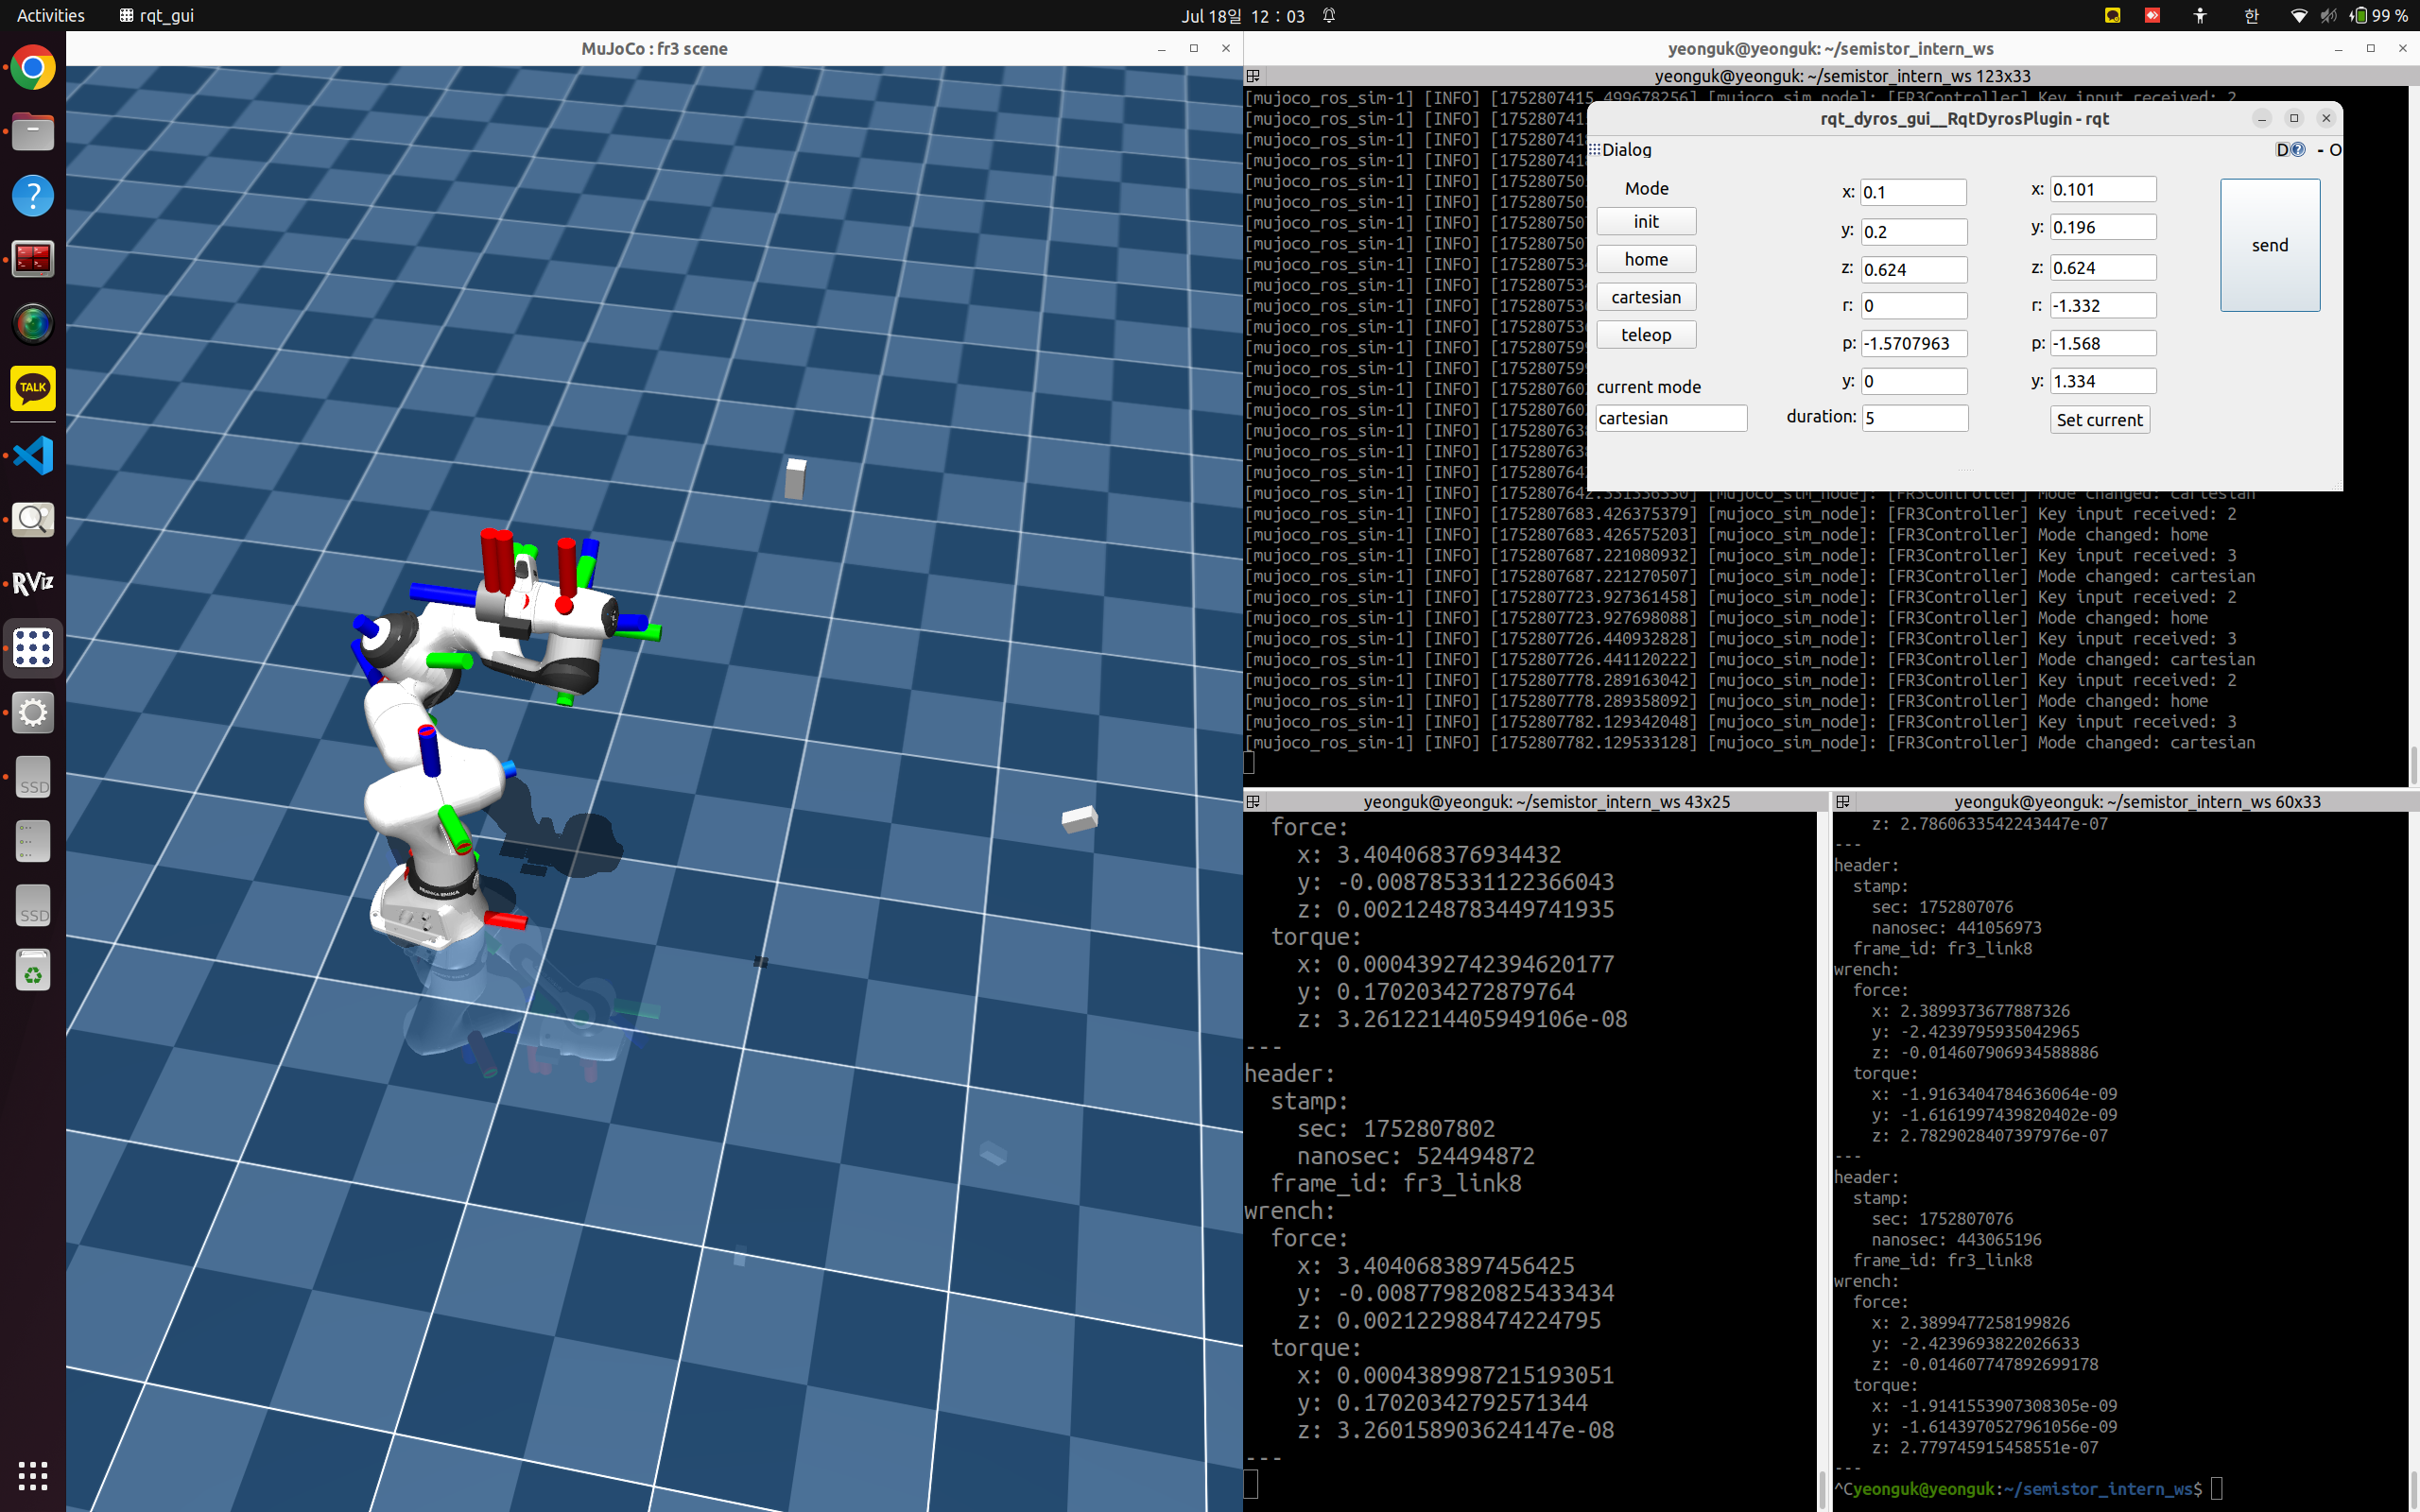 Activities
rqt_gui
Jul 18일 12 : 03
한
99 %
MuJoCo : fr3 scene
yeonguk@yeonguk: ~/semistor_intern_ws
yeonguk@yeonguk: ~/semistor_intern_ws 123x33
[mujoco_ros_sim-1] [INFO] [1752807415.499678256] [mujoco_sim_node]: [FR3Controller] Key input received: 2
[mujoco_ros_sim-1] [INFO] [175280741
[mujoco_ros_sim-1] [INFO] [175280741
[mujoco_ros_sim-1] [INFO] [175280741
[mujoco_ros_sim-1] [INFO] [175280750
[mujoco_ros_sim-1] [INFO] [175280750
[mujoco_ros_sim-1] [INFO] [175280750
[mujoco_ros_sim-1] [INFO] [175280750
[mujoco_ros_sim-1] [INFO] [175280753
[mujoco_ros_sim-1] [INFO] [175280753
[mujoco_ros_sim-1] [INFO] [175280753
[mujoco_ros_sim-1] [INFO] [175280753
[mujoco_ros_sim-1] [INFO] [175280759
[mujoco_ros_sim-1] [INFO] [175280759
[mujoco_ros_sim-1] [INFO] [175280760
[mujoco_ros_sim-1] [INFO] [175280760
[mujoco_ros_sim-1] [INFO] [175280763
[mujoco_ros_sim-1] [INFO] [175280763
[mujoco_ros_sim-1] [INFO] [175280764
[mujoco_ros_sim-1] [INFO] [1752807642.331536530] [mujoco_sim_node]: [FR3Controller] Mode changed: cartesian
[mujoco_ros_sim-1] [INFO] [1752807683.426375379] [mujoco_sim_node]: [FR3Controller] Key input received: 2
[mujoco_ros_sim-1] [INFO] [1752807683.426575203] [mujoco_sim_node]: [FR3Controller] Mode changed: home
[mujoco_ros_sim-1] [INFO] [1752807687.221080932] [mujoco_sim_node]: [FR3Controller] Key input received: 3
[mujoco_ros_sim-1] [INFO] [1752807687.221270507] [mujoco_sim_node]: [FR3Controller] Mode changed: cartesian
[mujoco_ros_sim-1] [INFO] [1752807723.927361458] [mujoco_sim_node]: [FR3Controller] Key input received: 2
[mujoco_ros_sim-1] [INFO] [1752807723.927698088] [mujoco_sim_node]: [FR3Controller] Mode changed: home
[mujoco_ros_sim-1] [INFO] [1752807726.440932828] [mujoco_sim_node]: [FR3Controller] Key input received: 3
[mujoco_ros_sim-1] [INFO] [1752807726.441120222] [mujoco_sim_node]: [FR3Controller] Mode changed: cartesian
[mujoco_ros_sim-1] [INFO] [1752807778.289163042] [mujoco_sim_node]: [FR3Controller] Key input received: 2
[mujoco_ros_sim-1] [INFO] [1752807778.289358092] [mujoco_sim_node]: [FR3Controller] Mode changed: home
[mujoco_ros_sim-1] [INFO] [1752807782.129342048] [mujoco_sim_node]: [FR3Controller] Key input received: 3
[mujoco_ros_sim-1] [INFO] [1752807782.129533128] [mujoco_sim_node]: [FR3Controller] Mode changed: cartesian
rqt_dyros_gui__RqtDyrosPlugin - rqt
Dialog
D
- O
Mode
init
home
cartesian
teleop
current mode
cartesian
x: 0.1
y: 0.2
z: 0.624
r: 0
p: -1.5707963
y: 0
duration: 5
x: 0.101
y: 0.196
z: 0.624
r: -1.332
p: -1.568
y: 1.334
Set current
send
TALK
RViz
SSD
SSD
yeonguk@yeonguk: ~/semistor_intern_ws 43x25
force:
x: 3.404068376934432
y: -0.008785331122366043
z: 0.0021248783449741935
torque:
x: 0.0004392742394620177
y: 0.1702034272879764
z: 3.2612214405949106e-08
---
header:
stamp:
sec: 1752807802
nanosec: 524494872
frame_id: fr3_link8
wrench:
force:
x: 3.4040683897456425
y: -0.008779820825433434
z: 0.002122988474224795
torque:
x: 0.0004389987215193051
y: 0.17020342792571344
z: 3.260158903624147e-08
---
yeonguk@yeonguk: ~/semistor_intern_ws 60x33
z: 2.7860633542243447e-07
---
header:
stamp:
sec: 1752807076
nanosec: 441056973
frame_id: fr3_link8
wrench:
force:
x: 2.3899373677887326
y: -2.4239795935042965
z: -0.014607906934588886
torque:
x: -1.9163404784636064e-09
y: -1.6161997439820402e-09
z: 2.7829028407397976e-07
---
header:
stamp:
sec: 1752807076
nanosec: 443065196
frame_id: fr3_link8
wrench:
force:
x: 2.3899477258199826
y: -2.4239693822026633
z: -0.014607747892699178
torque:
x: -1.9141553907308305e-09
y: -1.6143970527961056e-09
z: 2.779745915458551e-07
---
^Cyeonguk@yeonguk:~/semistor_intern_ws$